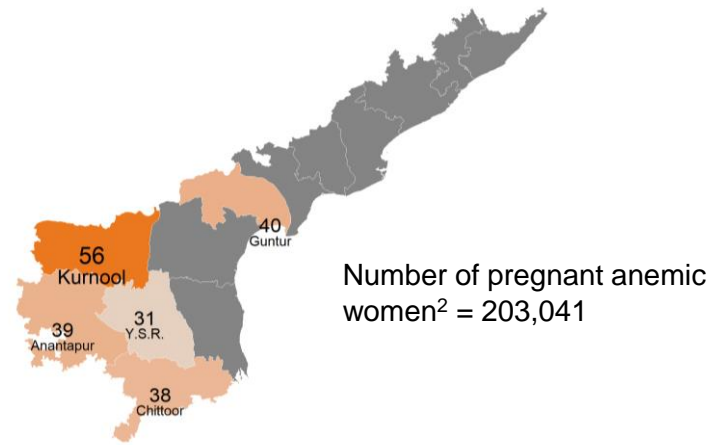 40
Guntur
56
Kurnool
Number of pregnant anemic
women² = 203,041
31
Y.S.R.
39
Anantapur
38
Chittoor